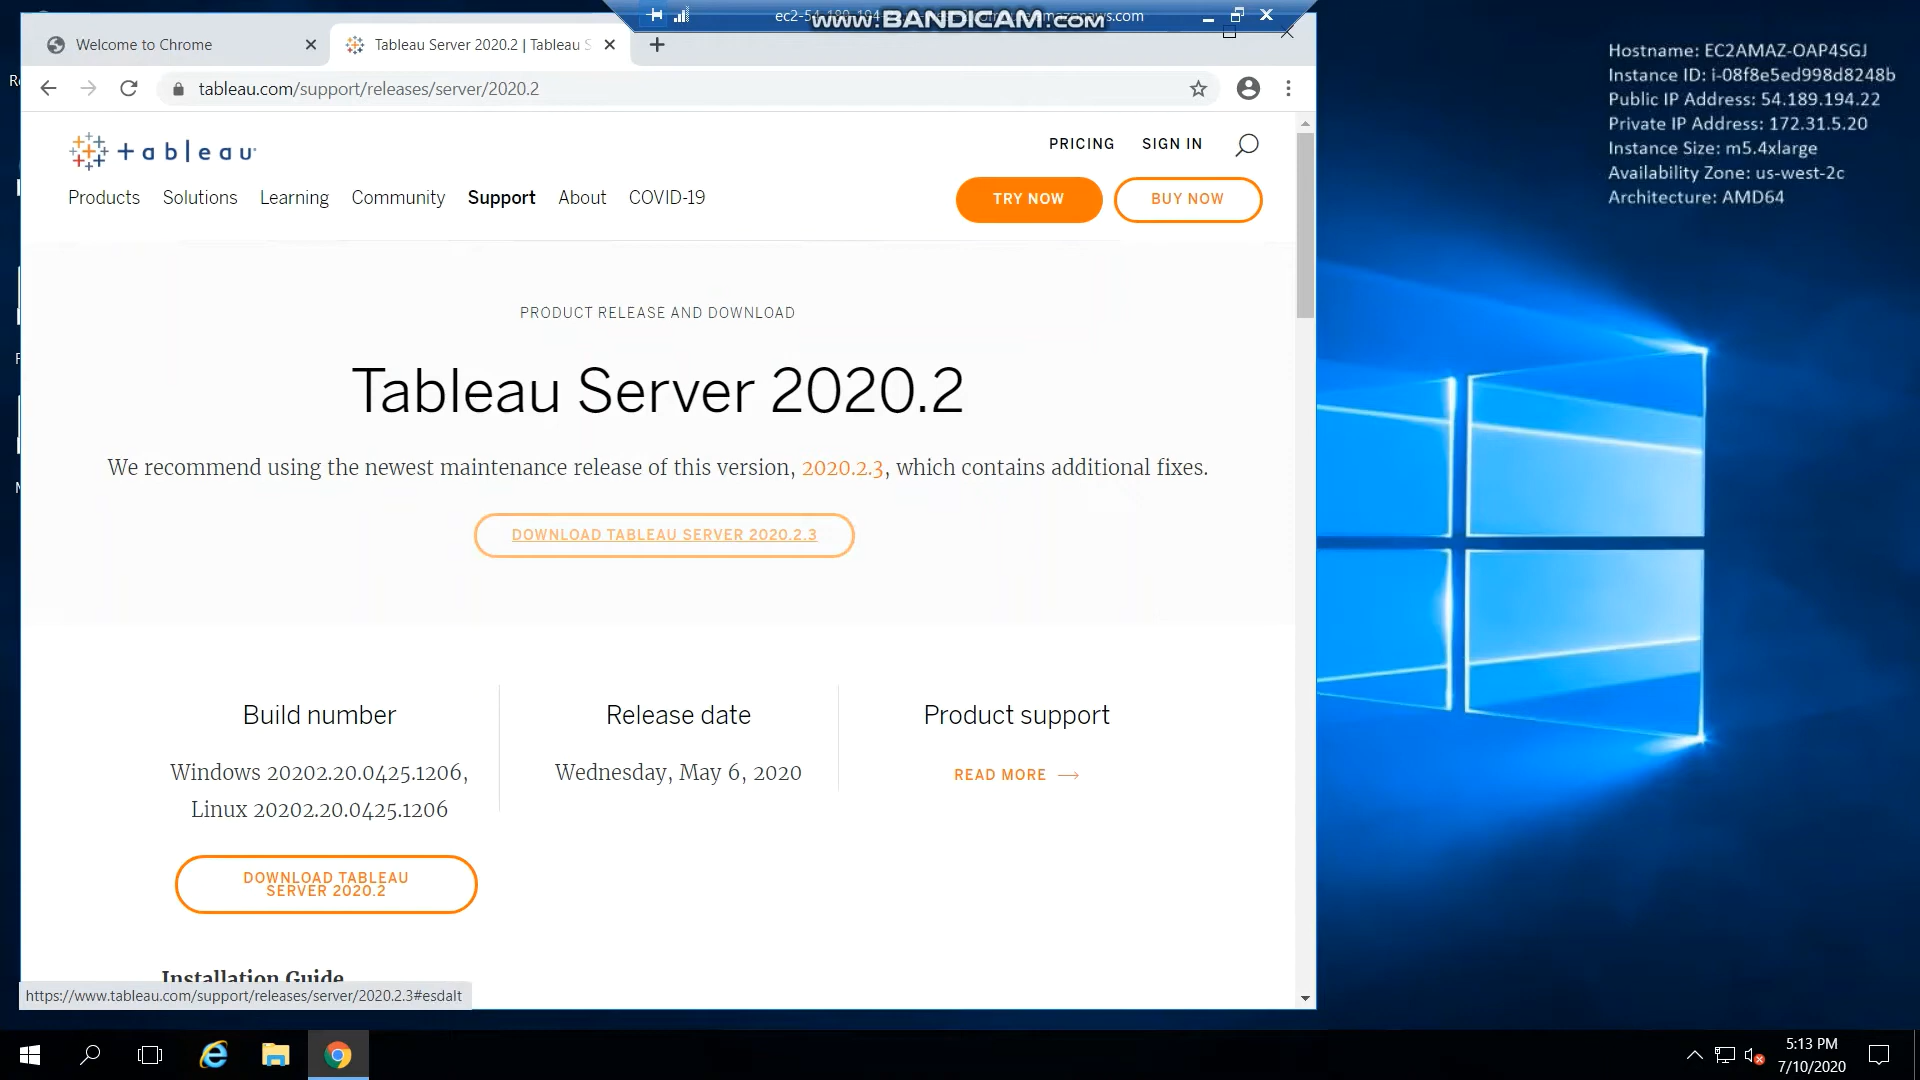 www.BANDICAM.com
Welcome to Chrome
Tableau Server 2020.2 | Tableau S
tableau.com/support/releases/server/2020.2
Hostname: EC2AMAZ-OAP4SGJ
Instance ID: i-08f8e5ed998d8248b
Public IP Address: 54.189.194.22
Private IP Address: 172.31.5.20
Instance Size: m5.4xlarge
Availability Zone: us-west-2c
Architecture: AMD64
+ableau
PRICING
SIGN IN
Products
Solutions
Learning
Community
Support
About
COVID-19
TRY NOW
BUY NOW
PRODUCT RELEASE AND DOWNLOAD
Tableau Server 2020.2
We recommend using the newest maintenance release of this version, 2020.2.3, which contains additional fixes.
DOWNLOAD TABLEAU SERVER 2020.2.3
Build number
Windows 20202.20.0425.1206,
Linux 20202.20.0425.1206
Release date
Wednesday, May 6, 2020
Product support
READ MORE
DOWNLOAD TABLEAU
SERVER 2020.2
Installation Guide
https://www.tableau.com/support/releases/server/2020.2.3#esdalt
5:13 PM
7/10/2020